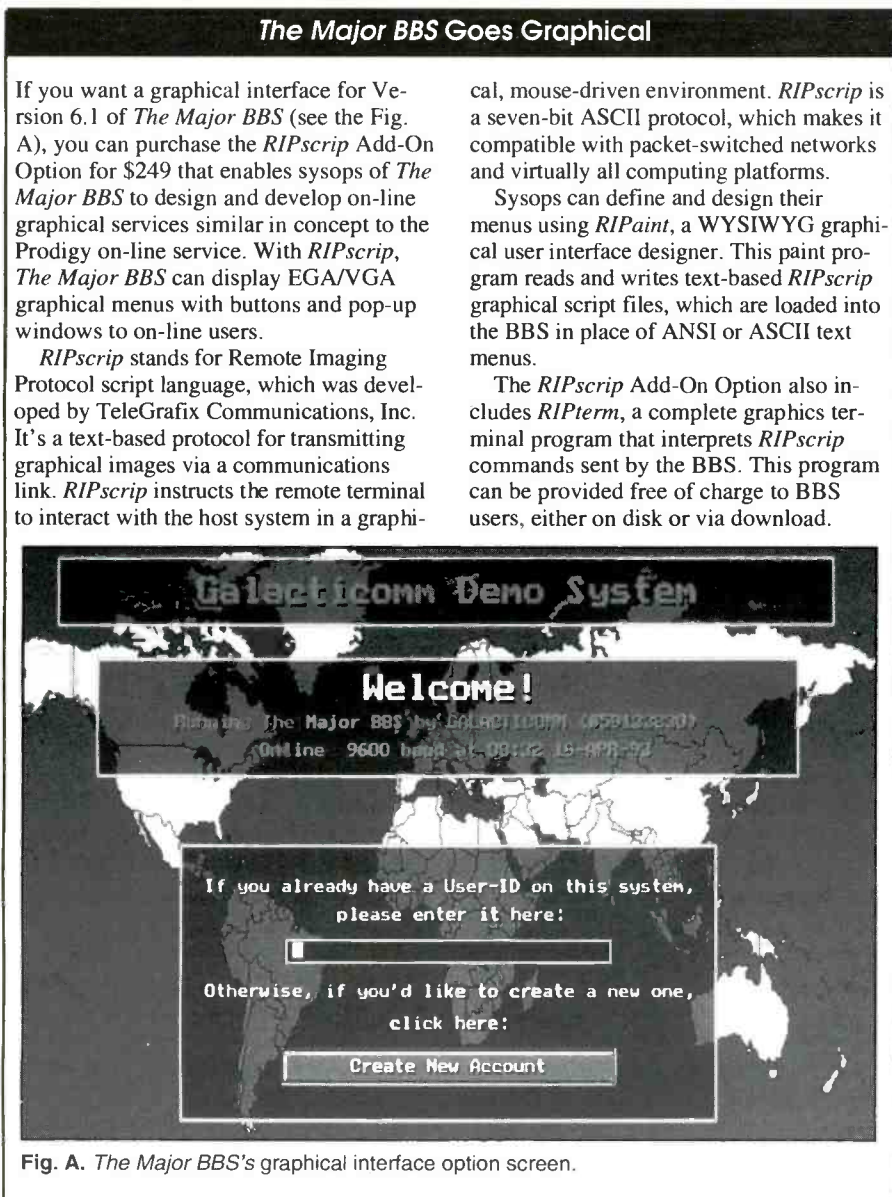 The Major BBS Goes Graphical
If you want a graphical interface for Ve-
rsion 6.1 of The Major BBS (see the Fig.
A), you can purchase the RIPscrip Add-On
Option for $249 that enables sysops of The
Major BBS to design and develop on-line
graphical services similar in concept to the
Prodigy on-line service. With RIPscrip,
The Major BBS can display EGA/VGA
graphical menus with buttons and pop-up
windows to on-line users.
RIPscrip stands for Remote Imaging
Protocol script language, which was devel-
oped by TeleGrafix Communications, Inc.
It's a text-based protocol for transmitting
graphical images via a communications
link. RIPscrip instructs the remote terminal
to interact with the host system in a graphi-
cal, mouse-driven environment. RIPscrip is
a seven-bit ASCII protocol, which makes it
compatible with packet-switched networks
and virtually all computing platforms.
Sysops can define and design their
menus using RIPaint, a WYSIWYG graphi-
cal user interface designer. This paint pro-
gram reads and writes text-based RIPscrip
graphical script files, which are loaded into
the BBS in place of ANSI or ASCII text
menus.
The RIPscrip Add-On Option also in-
cludes RIPterm, a complete graphics ter-
minal program that interprets RIPscrip
commands sent by the BBS. This program
can be provided free of charge to BBS
users, either on disk or via download.
Galacticomm Demo System
Welcome!
Running The Major BBS by GALACTICOMM
Online 9600 baud at
If you already have a User-ID on this system,
please enter it here:
Otherwise, if you'd like to create a new one,
click here:
Create New Account
Fig. A. The Major BBS's graphical interface option screen.